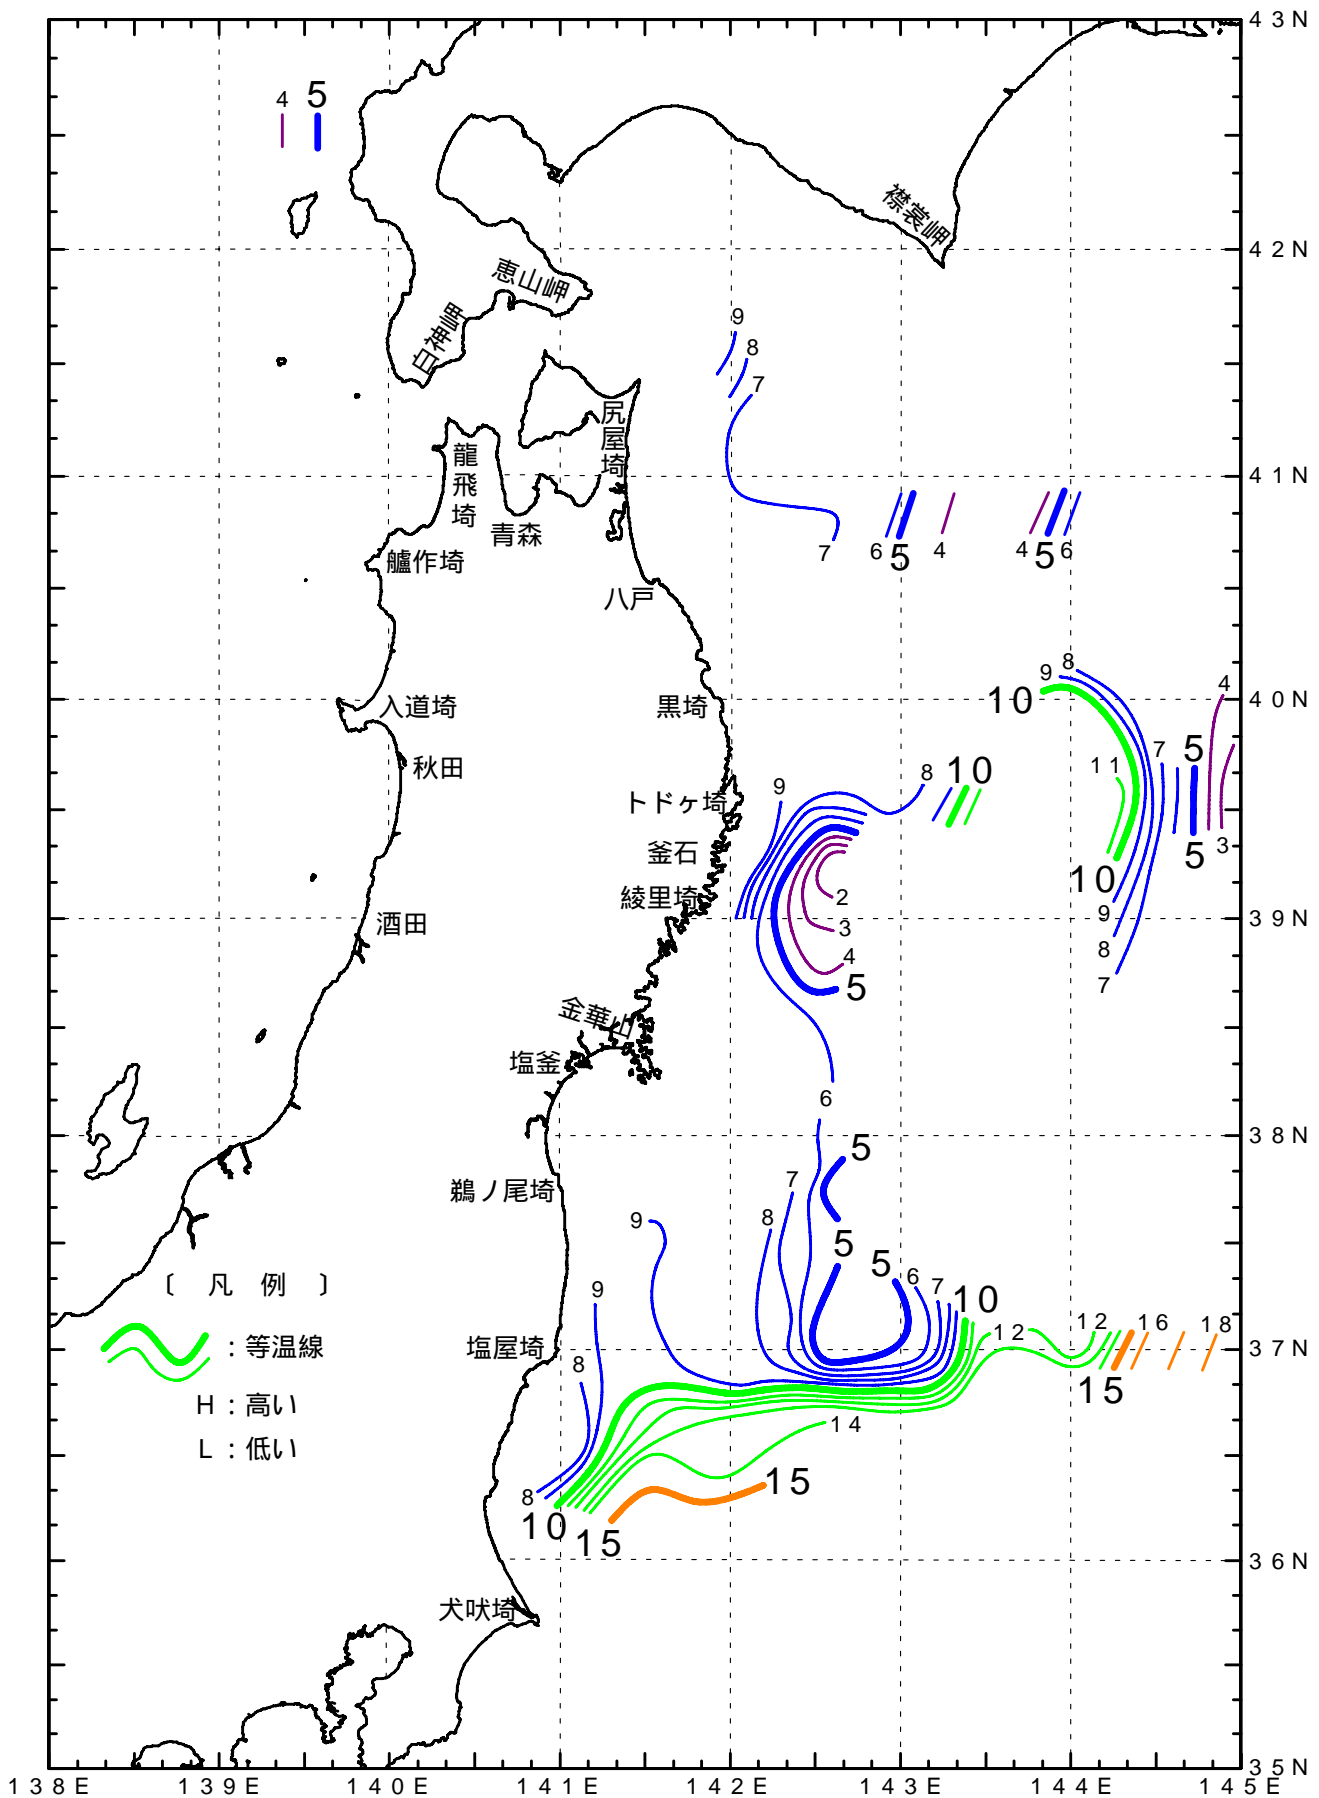 43N
4 5
襟裳岬
42N
恵山岬
白神岬
9
8
7
尻屋埼
龍飛埼
41N
青森
7 6 5 4 4 5 6
艫作埼
八戸
9 8
4
10
40N
入道埼
黒埼
秋田
7 5
11
8 10
9
トドヶ埼
釜石
3
5
10
綾里埼
2
9
39N
酒田
3
8
4
7
5
金華山
塩釜
6
38N
5
鵜ノ尾埼
7
9
8
5
5
6
7
〔 凡 例 〕
9
10
12
12
16
18
:等温線
塩屋埼
37N
8
15
H:高い
14
L:低い
15
8
10
15
36N
犬吠埼
35N
138E 139E 140E 141E 142E 143E 144E 145E